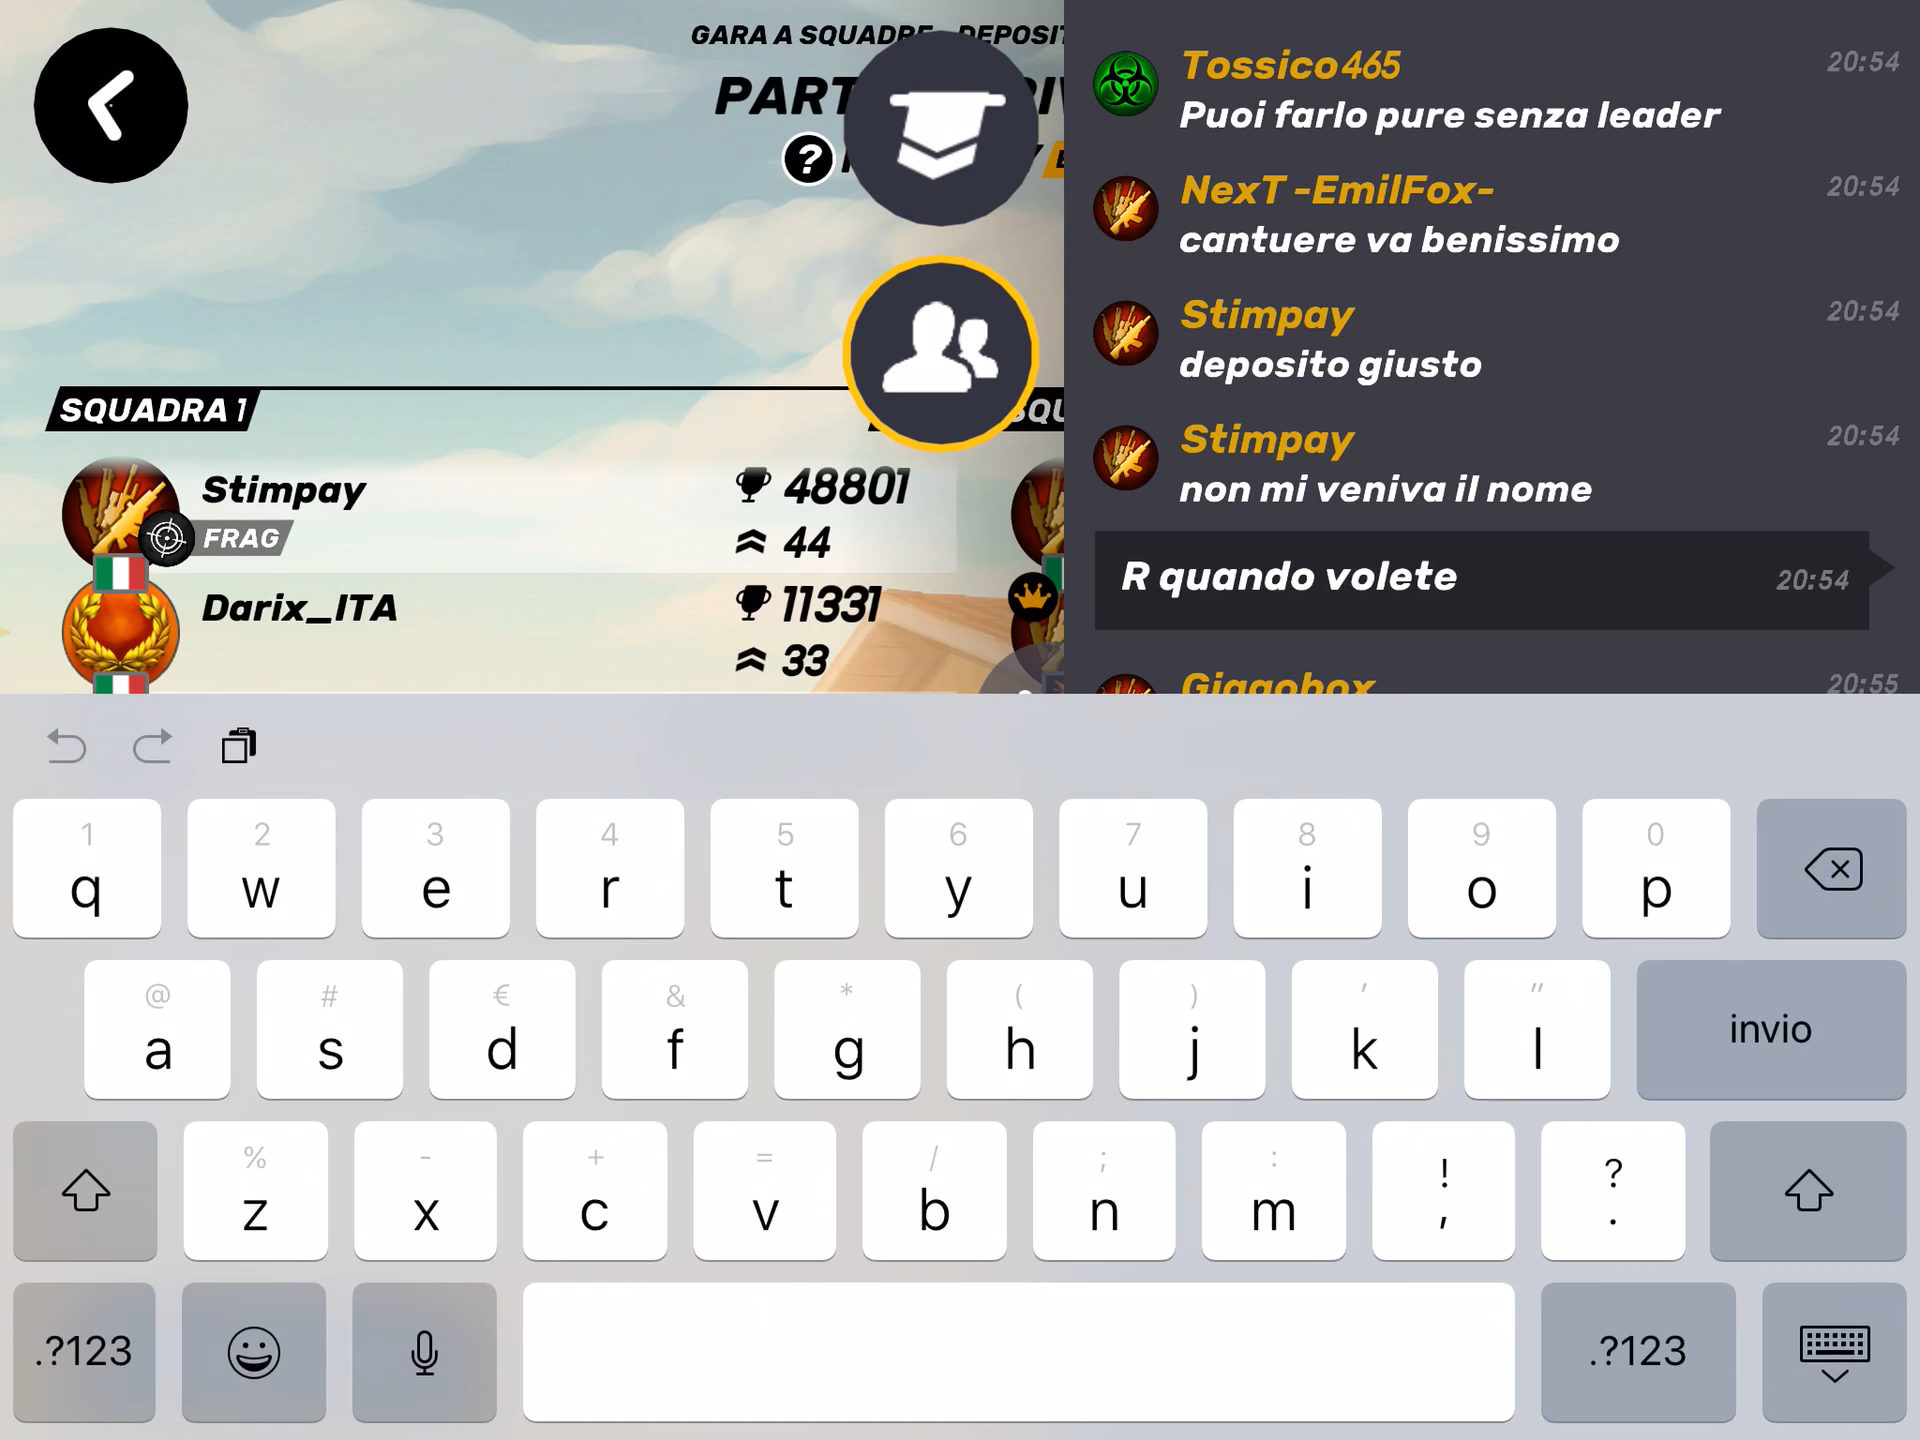 GARA A SQUADRE
PART
?
SQUADRA 1
Stimpay
48801
FRAG
44
Darix_ITA
11331
33
Tossico465
20:54
Puoi farlo pure senza leader
NexT -EmilFox-
20:54
cantuere va benissimo
Stimpay
20:54
deposito giusto
Stimpay
20:54
non mi veniva il nome
R quando volete
20:54
Giggobox
20:55
1 2 3 4 5 6 7 8 9 0
q w e r t y u i o p
@ # € & * ( ) ' "
a s d f g h j k l invio
% - + = / ; : ! ?
z x c v b n m , .
.?123 .?123